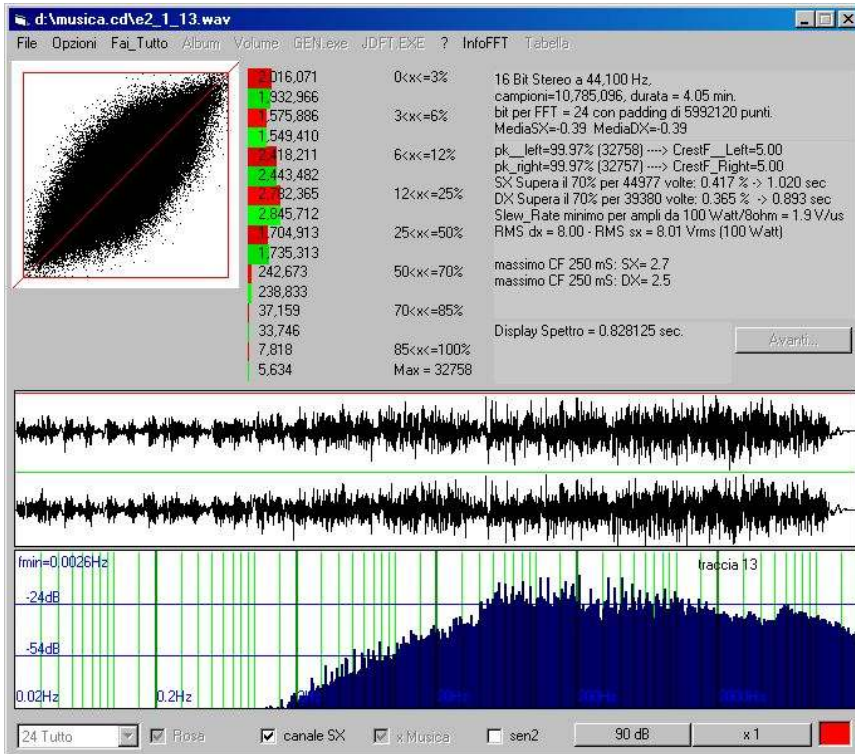 d:\musica.cd\e2_1_13.wav
File Opzioni Fai_Tutto Album Volume GEN.exe JDFT.EXE ? InfoFFT Tabella
2,016,071 0<x<=3%
1,932,966
1,575,886 3<x<=6%
1,549,410
2,418,211 6<x<=12%
2,443,482
2,782,365 12<x<=25%
2,845,712
1,704,913 25<x<=50%
1,735,313
242,673 50<x<=70%
238,833
37,159 70<x<=85%
33,746
7,818 85<x<=100%
5,634 Max = 32758
16 Bit Stereo a 44,100 Hz,
campioni=10,785,096, durata = 4.05 min.
bit per FFT = 24 con padding di 5992120 punti.
MediaSX=-0.39 MediaDX=-0.39
pk__left=99.97% (32758) ----> CrestF__Left=5.00
pk_right=99.97% (32757) ----> CrestF_Right=5.00
SX Supera il 70% per 44977 volte: 0.417 % -> 1.020 sec
DX Supera il 70% per 39380 volte: 0.365 % -> 0.893 sec
Slew_Rate minimo per ampli da 100 Watt/8ohm = 1.9 V/us
RMS dx = 8.00 - RMS sx = 8.01 Vrms (100 Watt)
massimo CF 250 mS: SX= 2.7
massimo CF 250 mS: DX= 2.5
Display Spettro = 0.828125 sec.
Avanti...
fmin=0.0026Hz traccia 13
-24dB
-54dB
0.02Hz 0.2Hz 20Hz 200Hz 2000Hz
24 Tutto Rosa canale SX x Musica sen2 90 dB x 1